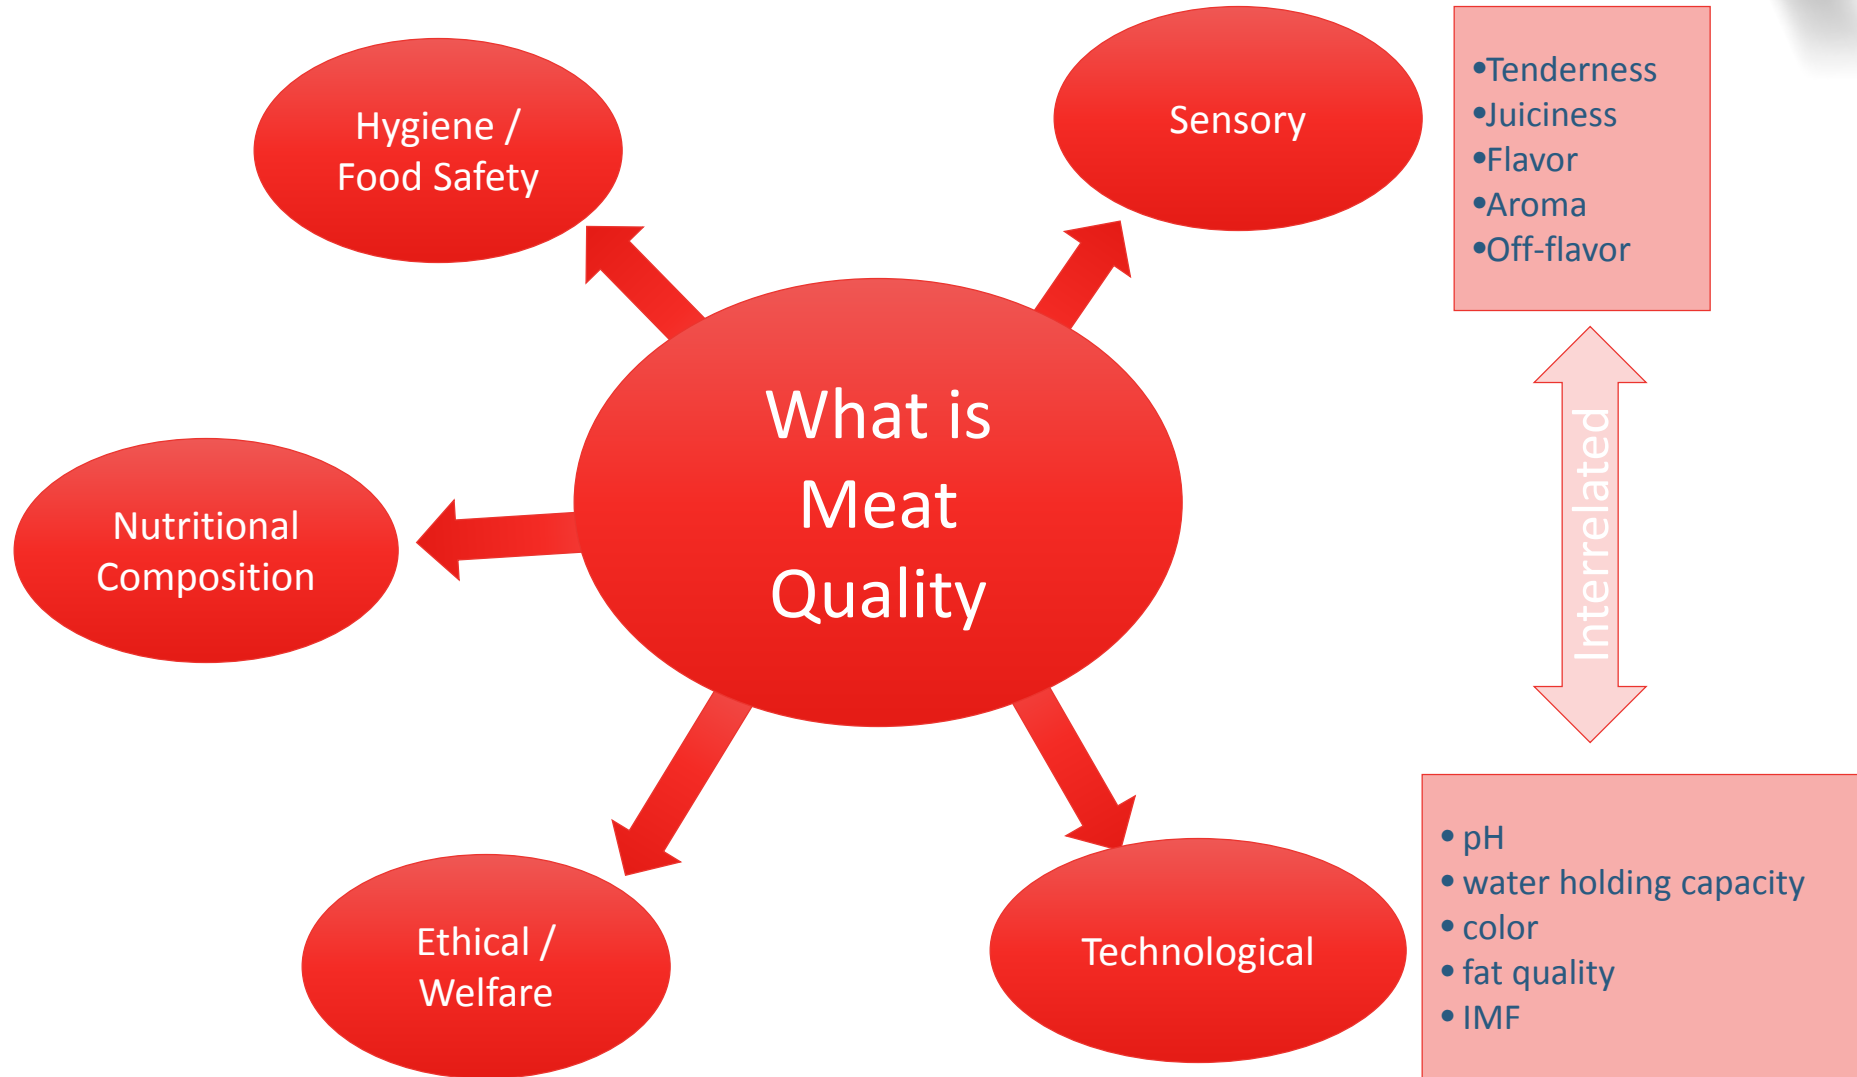 Hygiene /
Food Safety
Sensory
•Tenderness
•Juiciness
•Flavor
•Aroma
•Off-flavor
What is
Meat
Quality
Interrelated
Nutritional
Composition
Ethical /
Welfare
Technological
• pH
• water holding capacity
• color
• fat quality
• IMF